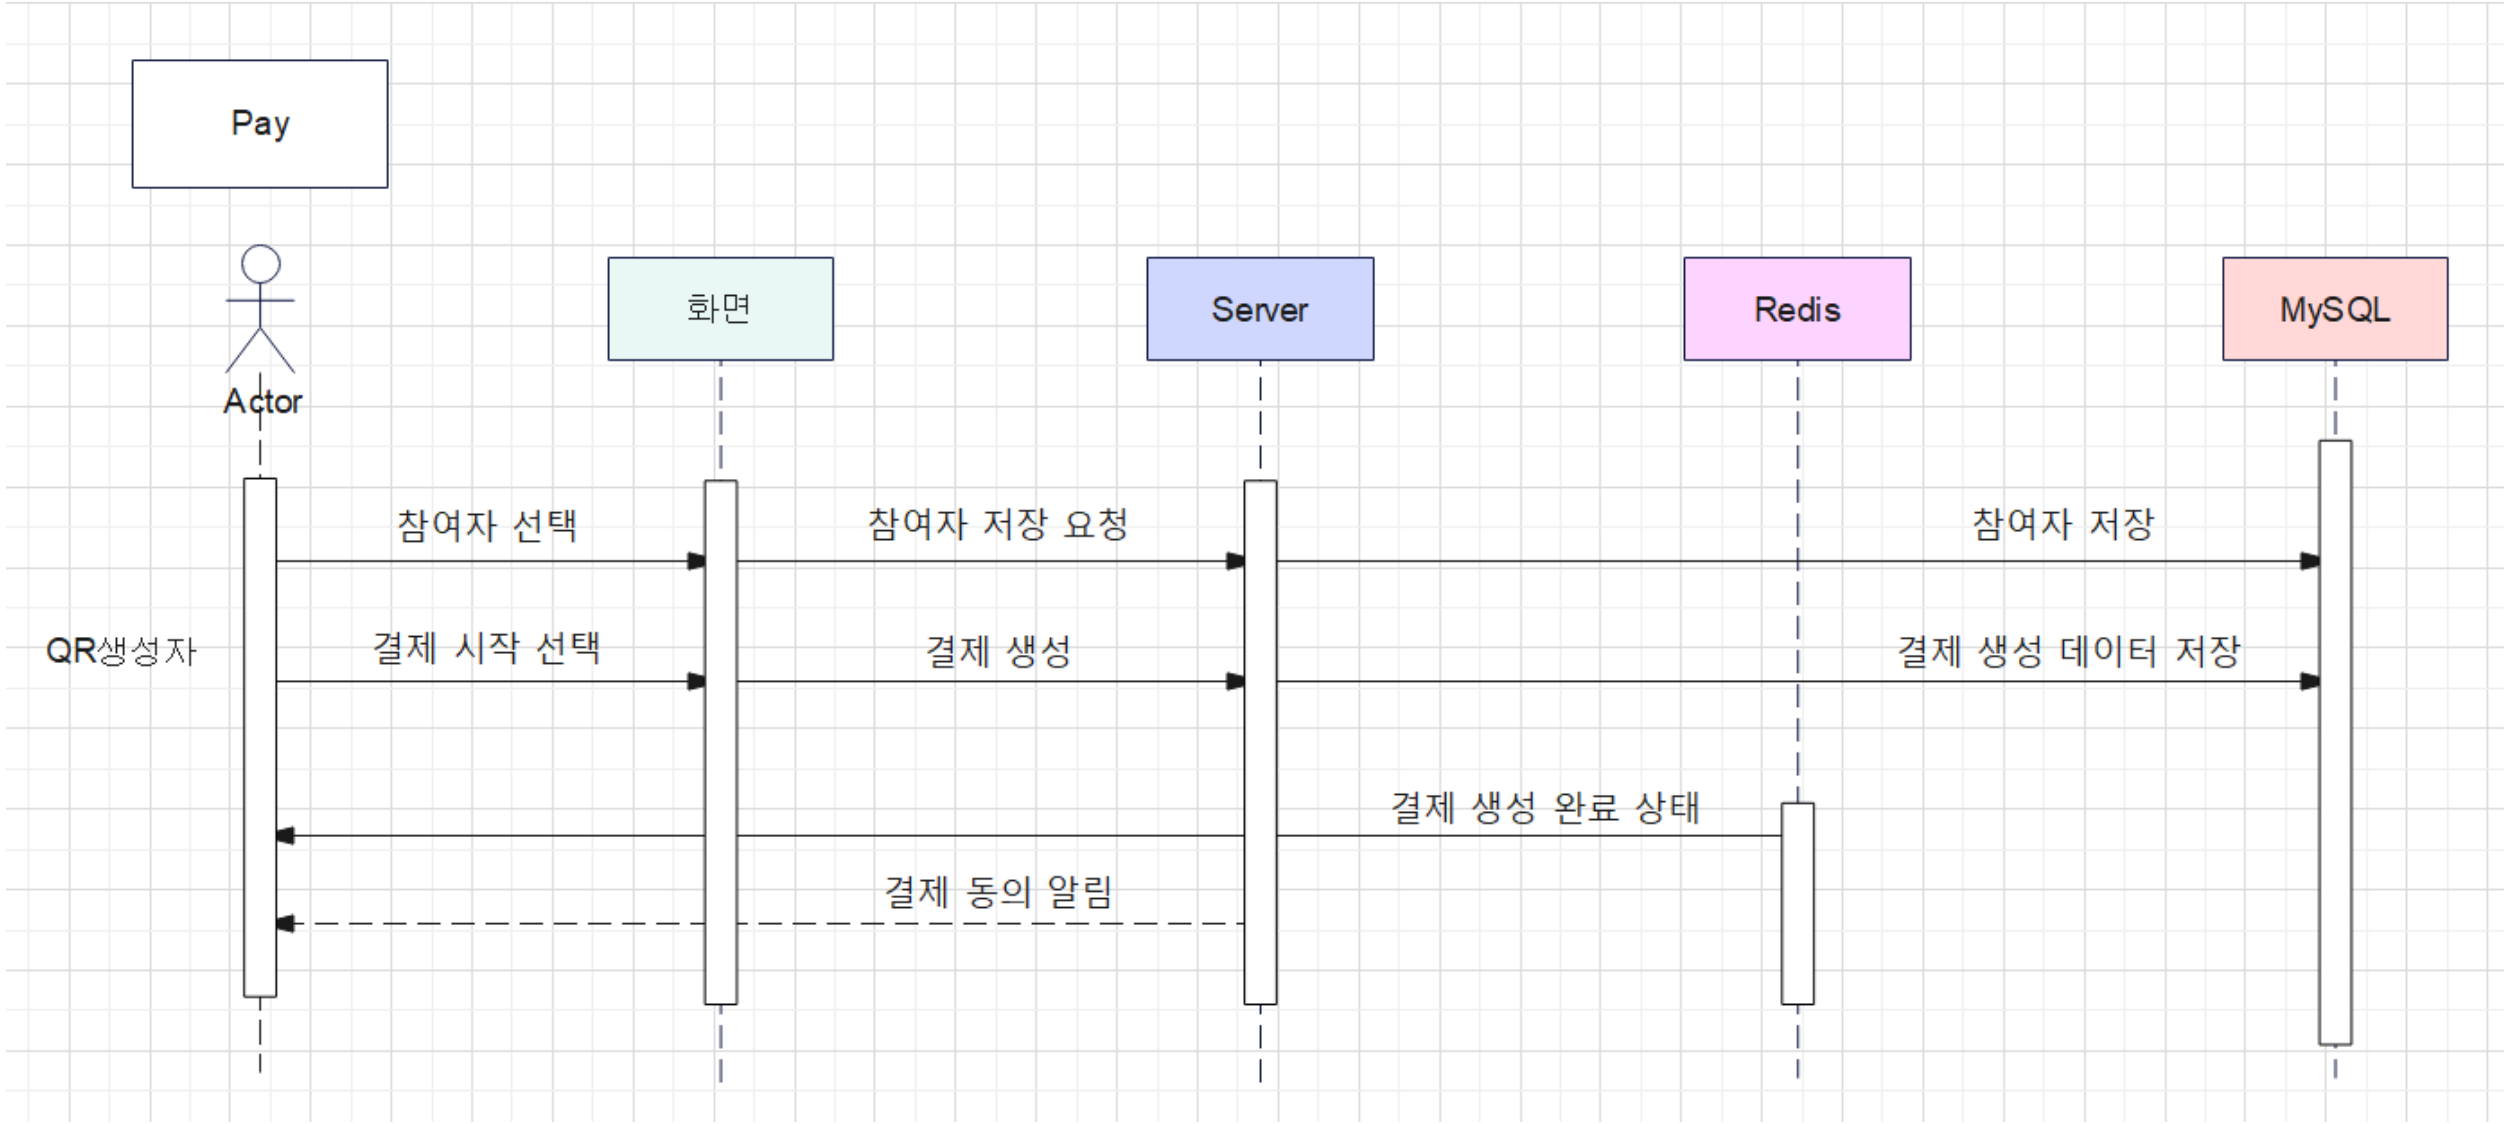 Pay
Actor
화면
Server
Redis
MySQL
참여자 선택
참여자 저장 요청
참여자 저장
QR생성자
결제 시작 선택
결제 생성
결제 생성 데이터 저장
결제 생성 완료 상태
결제 동의 알림